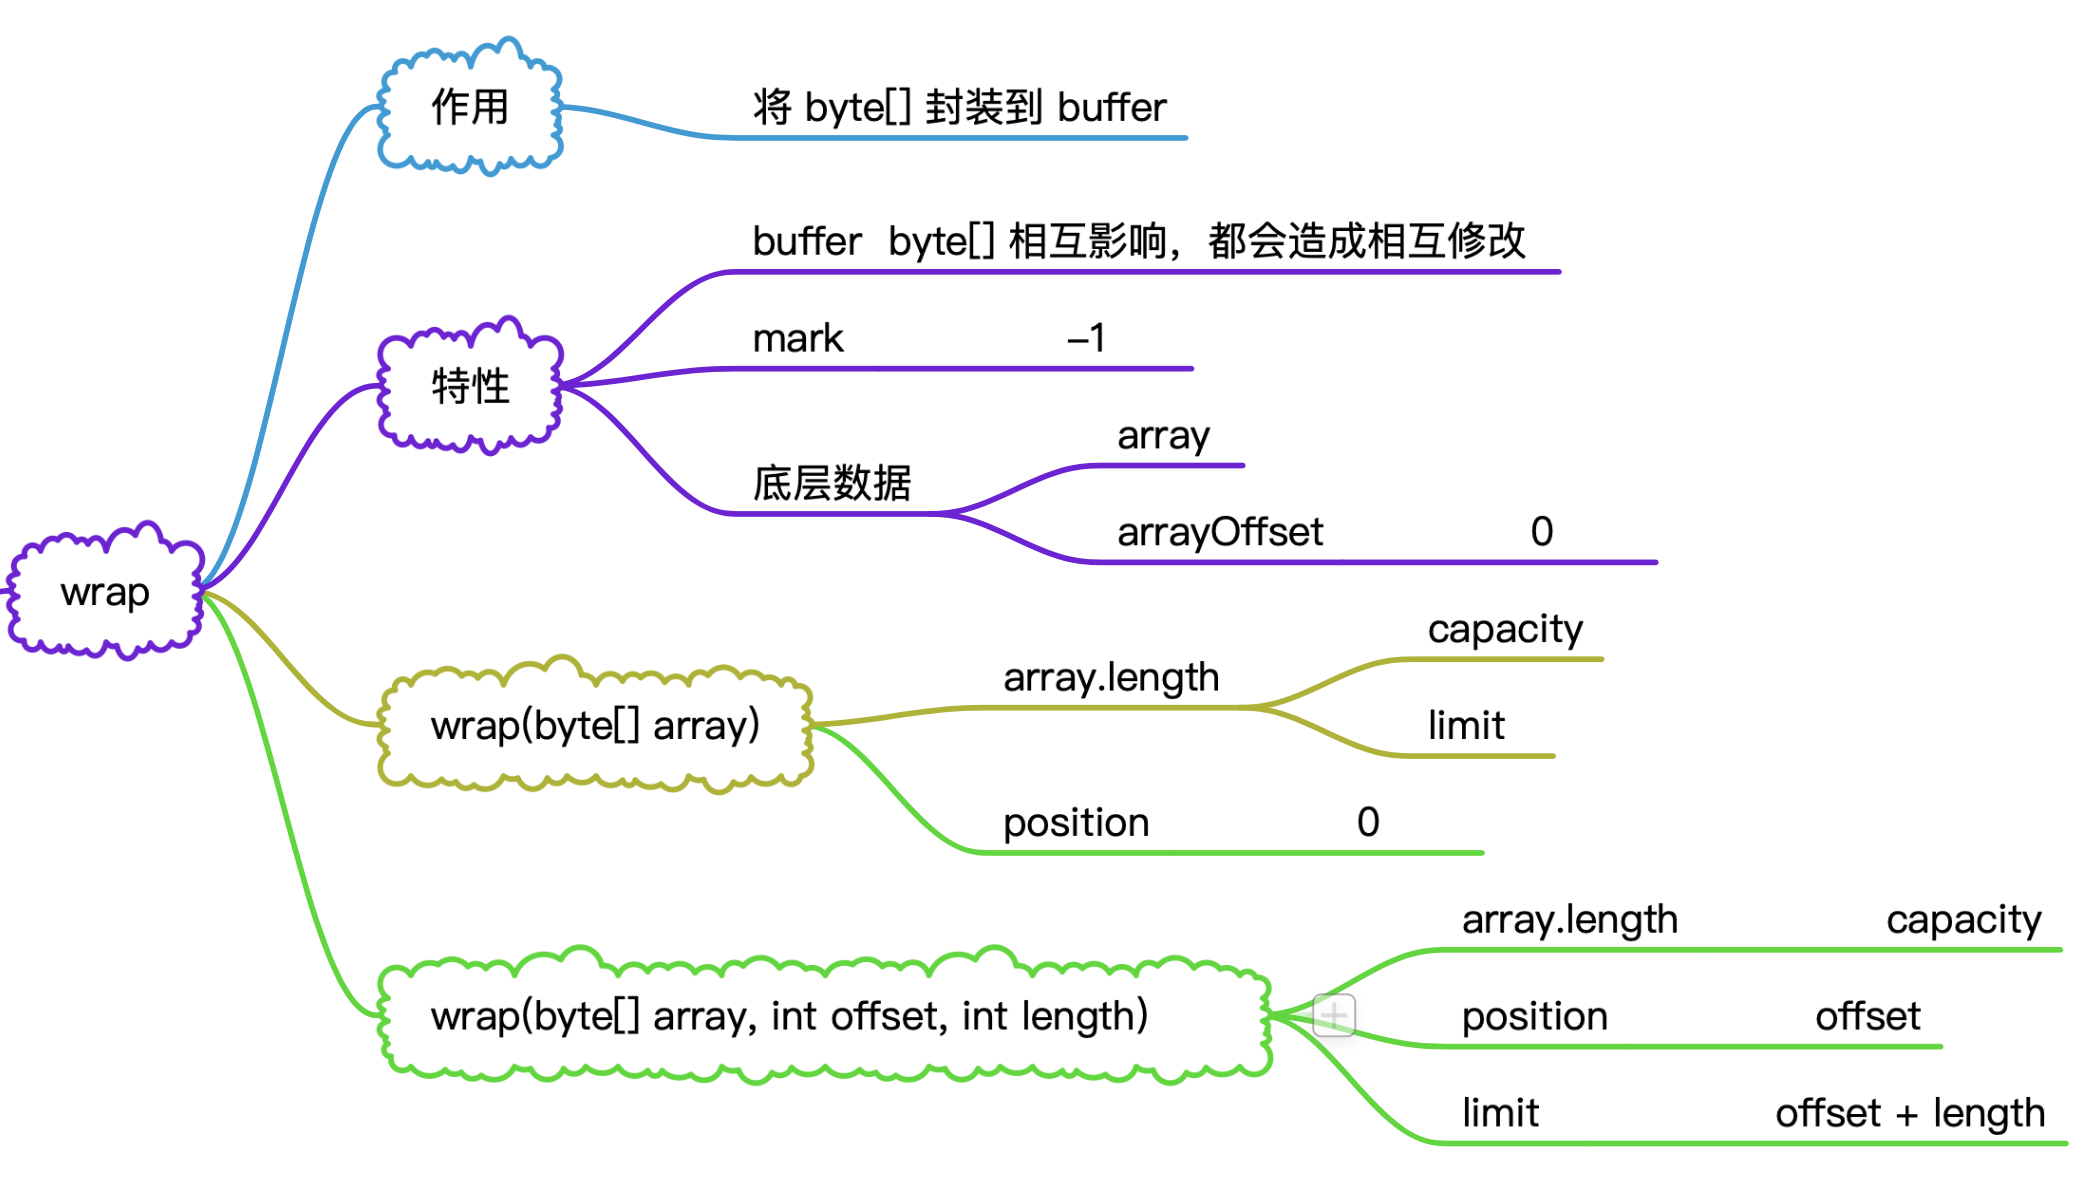 作用
将 byte[] 封装到 buffer
buffer  byte[] 相互影响，都会造成相互修改
mark -1
特性
array
底层数据
arrayOffset 0
wrap
capacity
array.length
limit
wrap(byte[] array)
position 0
array.length capacity
wrap(byte[] array, int offset, int length)
position offset
limit offset + length